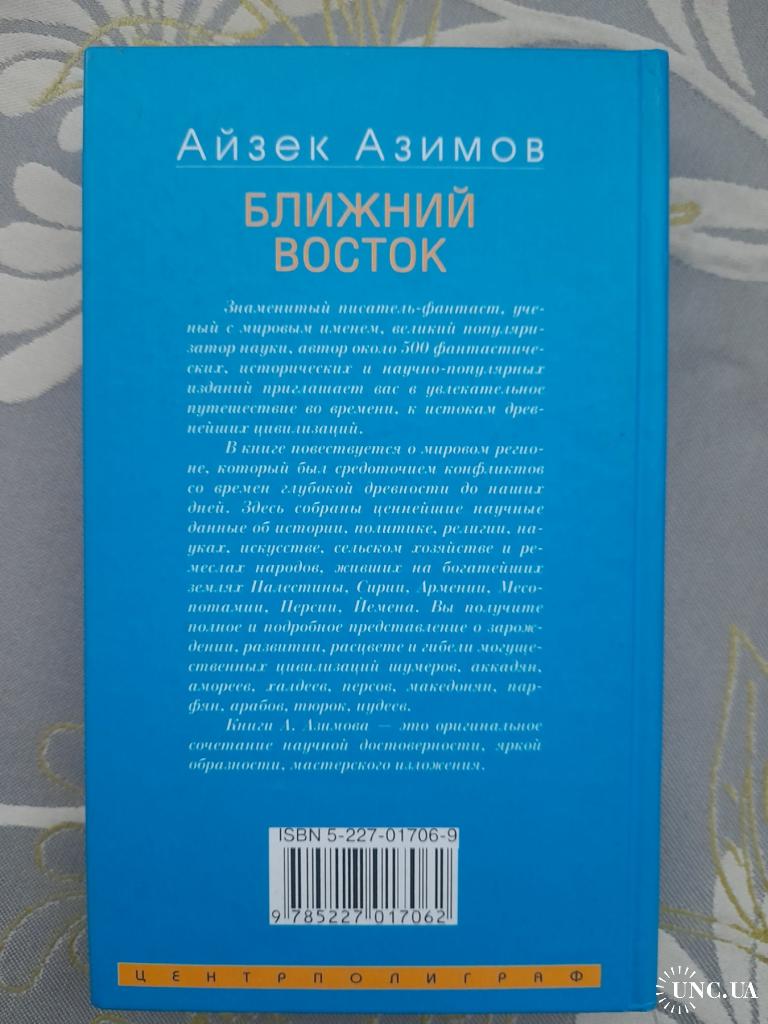 Айзек Азимов
БЛИЖНИЙ
ВОСТОК
Знаменитый писатель-фантаст, уче-
ный с мировым именем, великий популяри-
затор науки, автор около 500 фантастиче-
ских, исторических и научно-популярных
изданий приглашает вас в увлекательное
путешествие во времени, к истокам древ-
нейших цивилизаций.
В книге повествуется о мировом регио-
не, который был средоточием конфликтов
со времен глубокой древности до наших
дней. Здесь собраны ценнейшие научные
данные об истории, политике, религии, на-
уках, искусстве, сельском хозяйстве и ре-
меслах народов, живших на богатейших
землях Палестины, Сирии, Армении, Месо-
потамии, Персии, Йемена. Вы получите
полное и подробное представление о зарож-
дении, развитии, расцвете и гибели могуще-
ственных цивилизаций шумеров, аккадян,
амореев, халдеев, персов, македонян, пар-
фян, арабов, тюрок, иудеев.
Книги А. Азимова — это оригинальное
сочетание научной достоверности, яркой
образности, мастерского изложения.
ISBN 5-227-01706-9
9 785227 017062
ЦЕНТРПОЛИГРАФ
UNC.UA